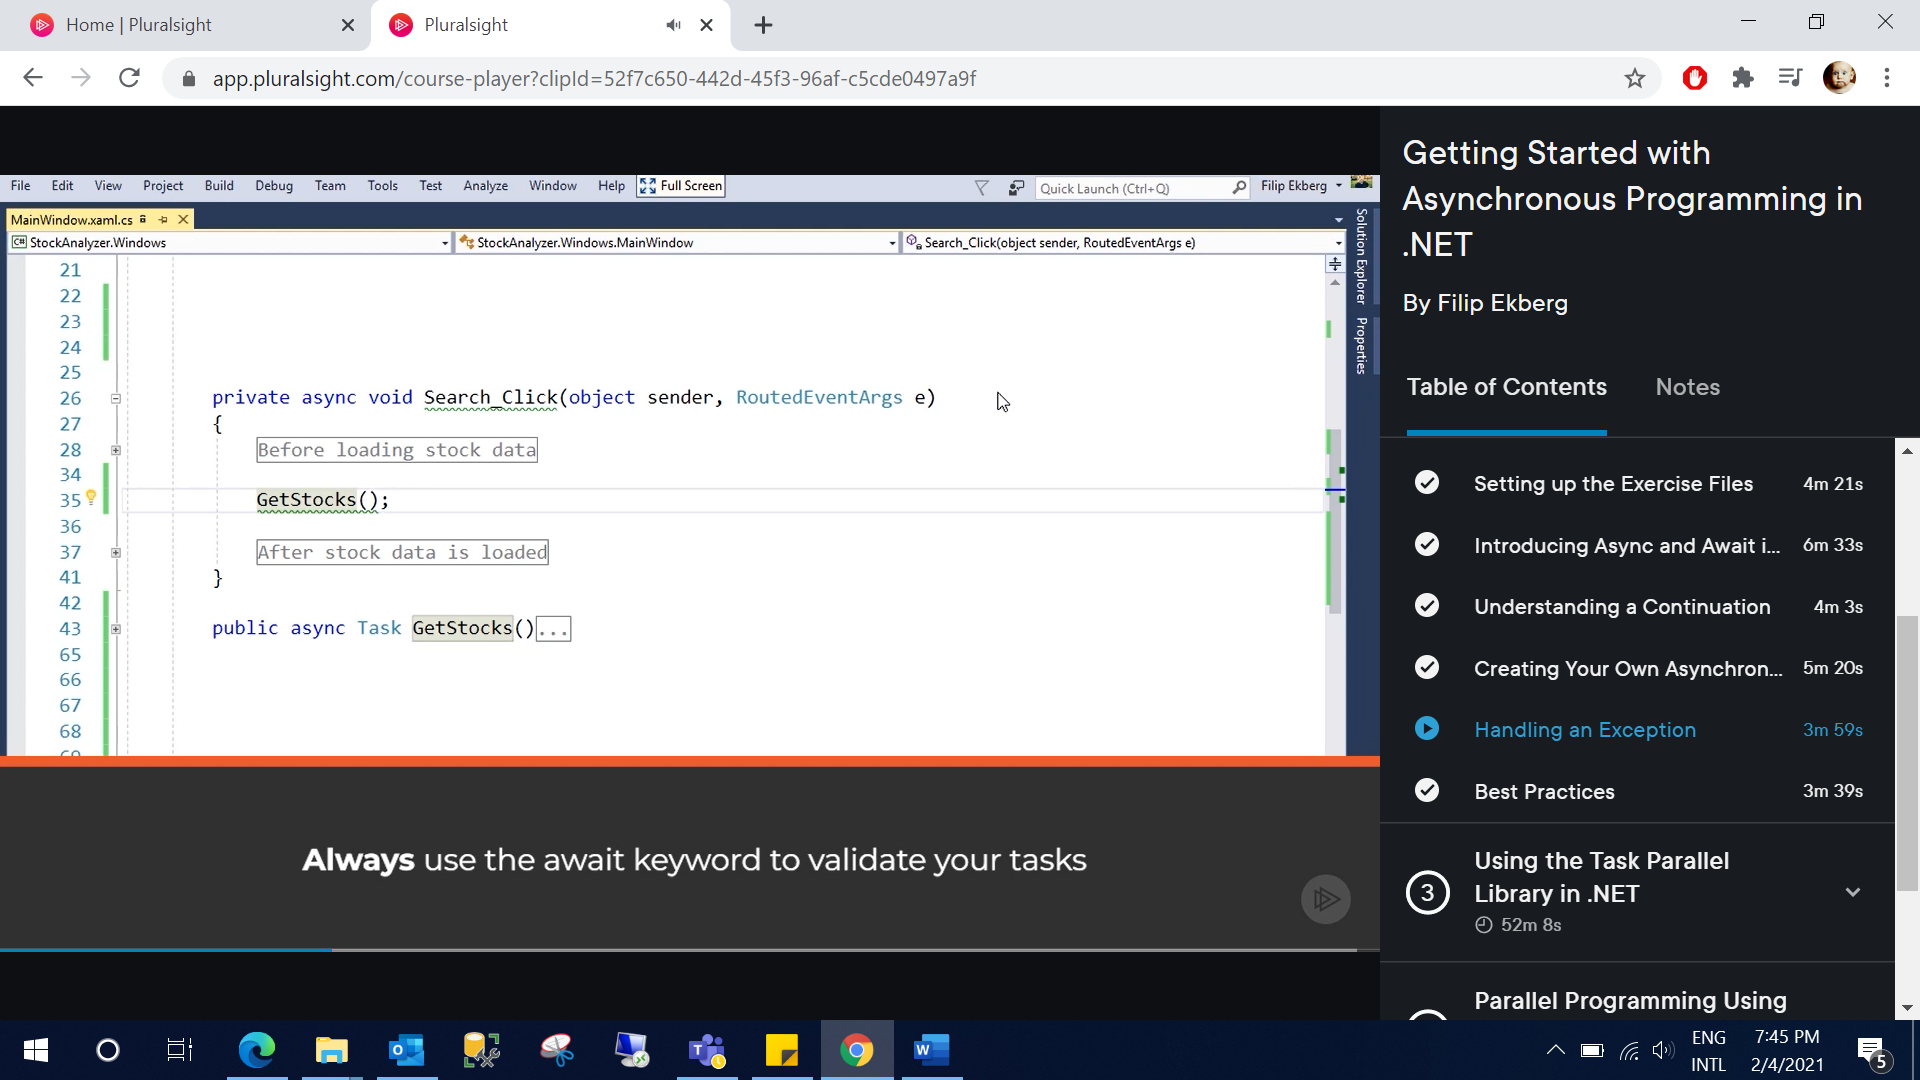 Home | Pluralsight
Pluralsight
app.pluralsight.com/course-player?clipId=52f7c650-442d-45f3-96af-c5cde0497a9f
File Edit View Project Build Debug Team Tools Test Analyze Window Help Full Screen Quick Launch (Ctrl+Q) Filip Ekberg
MainWindow.xaml.cs
C# StockAnalyzer.Windows StockAnalyzer.Windows.MainWindow Search_Click(object sender, RoutedEventArgs e)
Solution Explorer
Properties
21
22
23
24
25
26 private async void Search_Click(object sender, RoutedEventArgs e)
27 {
28 Before loading stock data
34
35 GetStocks();
36
37 After stock data is loaded
41 }
42
43 public async Task GetStocks()...
65
66
67
68
69
Always use the await keyword to validate your tasks
Getting Started with
Asynchronous Programming in
.NET
By Filip Ekberg
Table of Contents Notes
Setting up the Exercise Files 4m 21s
Introducing Async and Await i... 6m 33s
Understanding a Continuation 4m 3s
Creating Your Own Asynchron... 5m 20s
Handling an Exception 3m 59s
Best Practices 3m 39s
3 Using the Task Parallel
Library in .NET
52m 8s
Parallel Programming Using
ENG
INTL
7:45 PM
2/4/2021
5